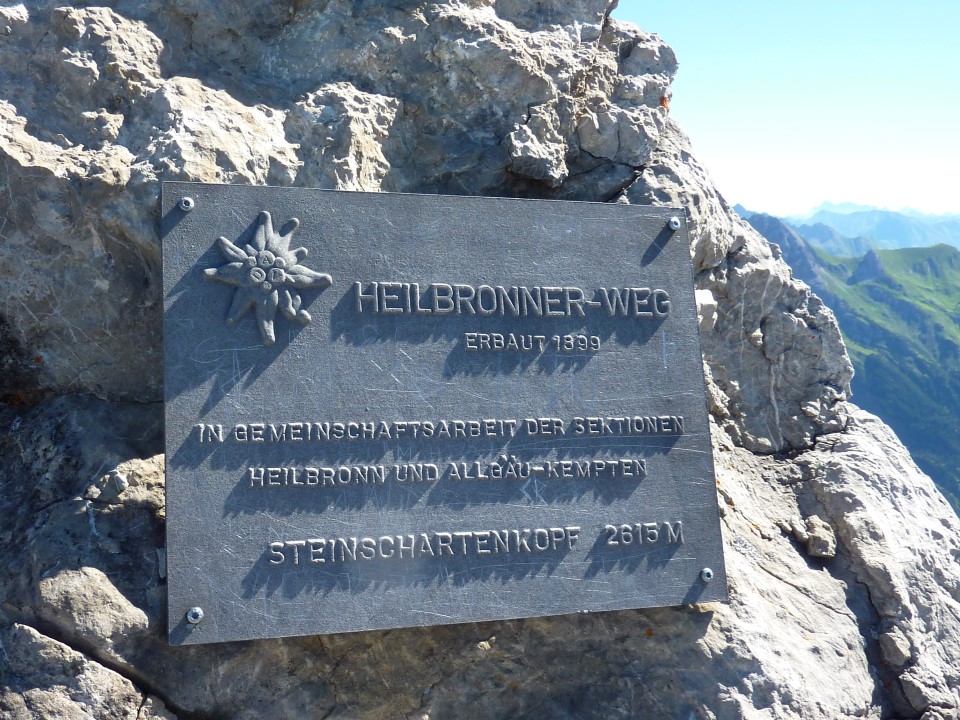 HEILBRONNER-WEG
ERBAUT 1899
IN GEMEINSCHAFTSARBEIT DER SEKTIONEN
HEILBRONN UND ALLGÄU-KEMPTEN
STEINSCHARTENKOPF 2615 M